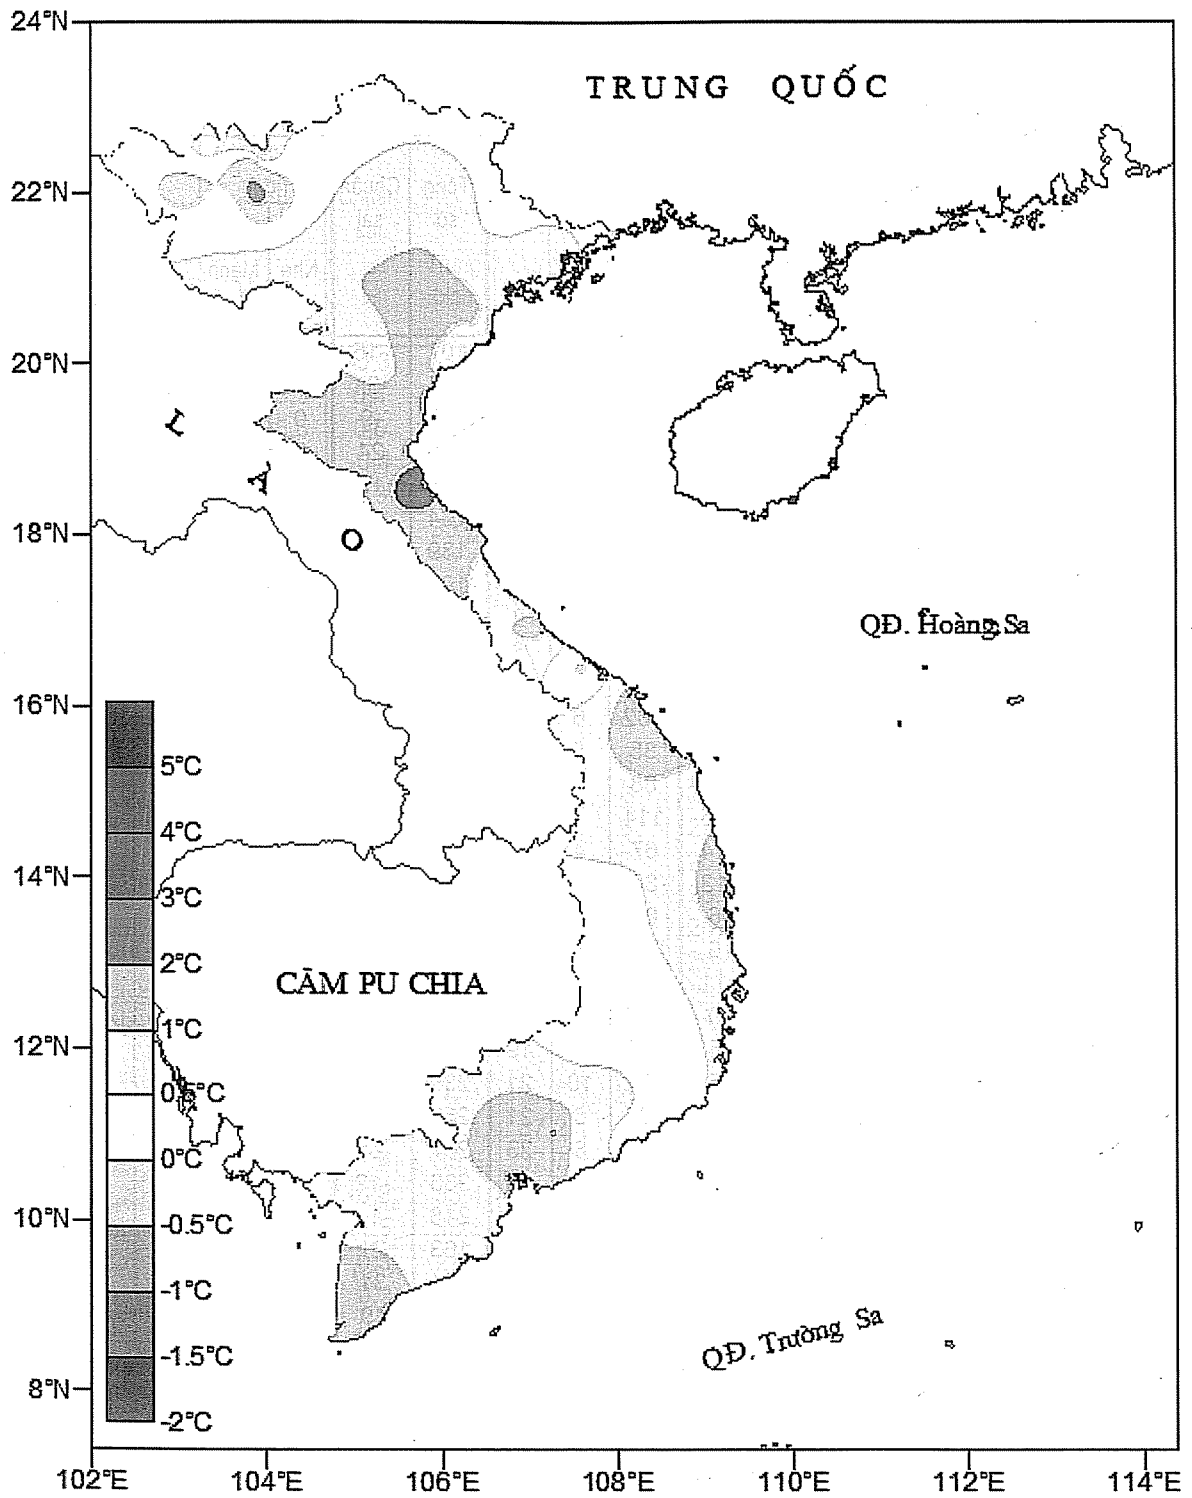 24°N
TRUNG QUỐC
22°N
20°N
L
A
O
18°N
QĐ. Hoàng Sa
16°N
5°C
4°C
14°N
3°C
2°C
CĂM PU CHIA
1°C
12°N
0.5°C
0°C
10°N
-0.5°C
-1°C
QĐ. Trường Sa
-1.5°C
8°N
-2°C
102°E 104°E 106°E 108°E 110°E 112°E 114°E